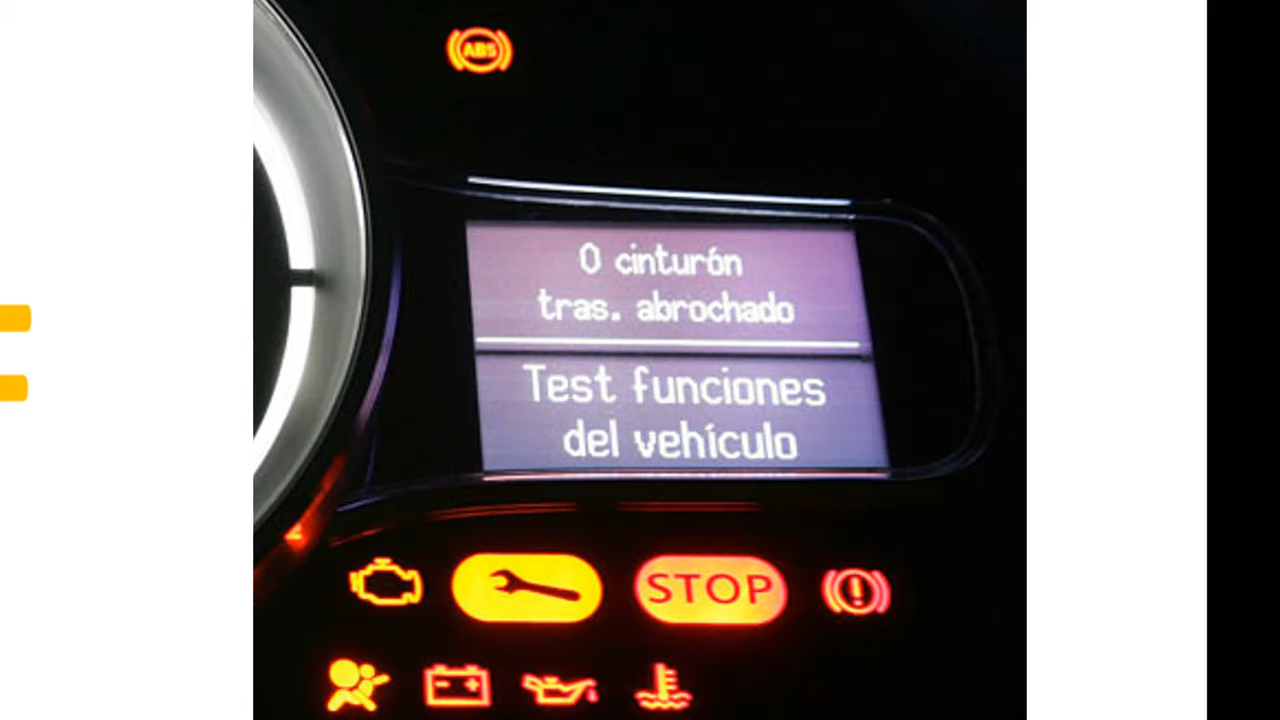 ABS
0 cinturón
tras. abrochado
Test funciones
del vehículo
STOP